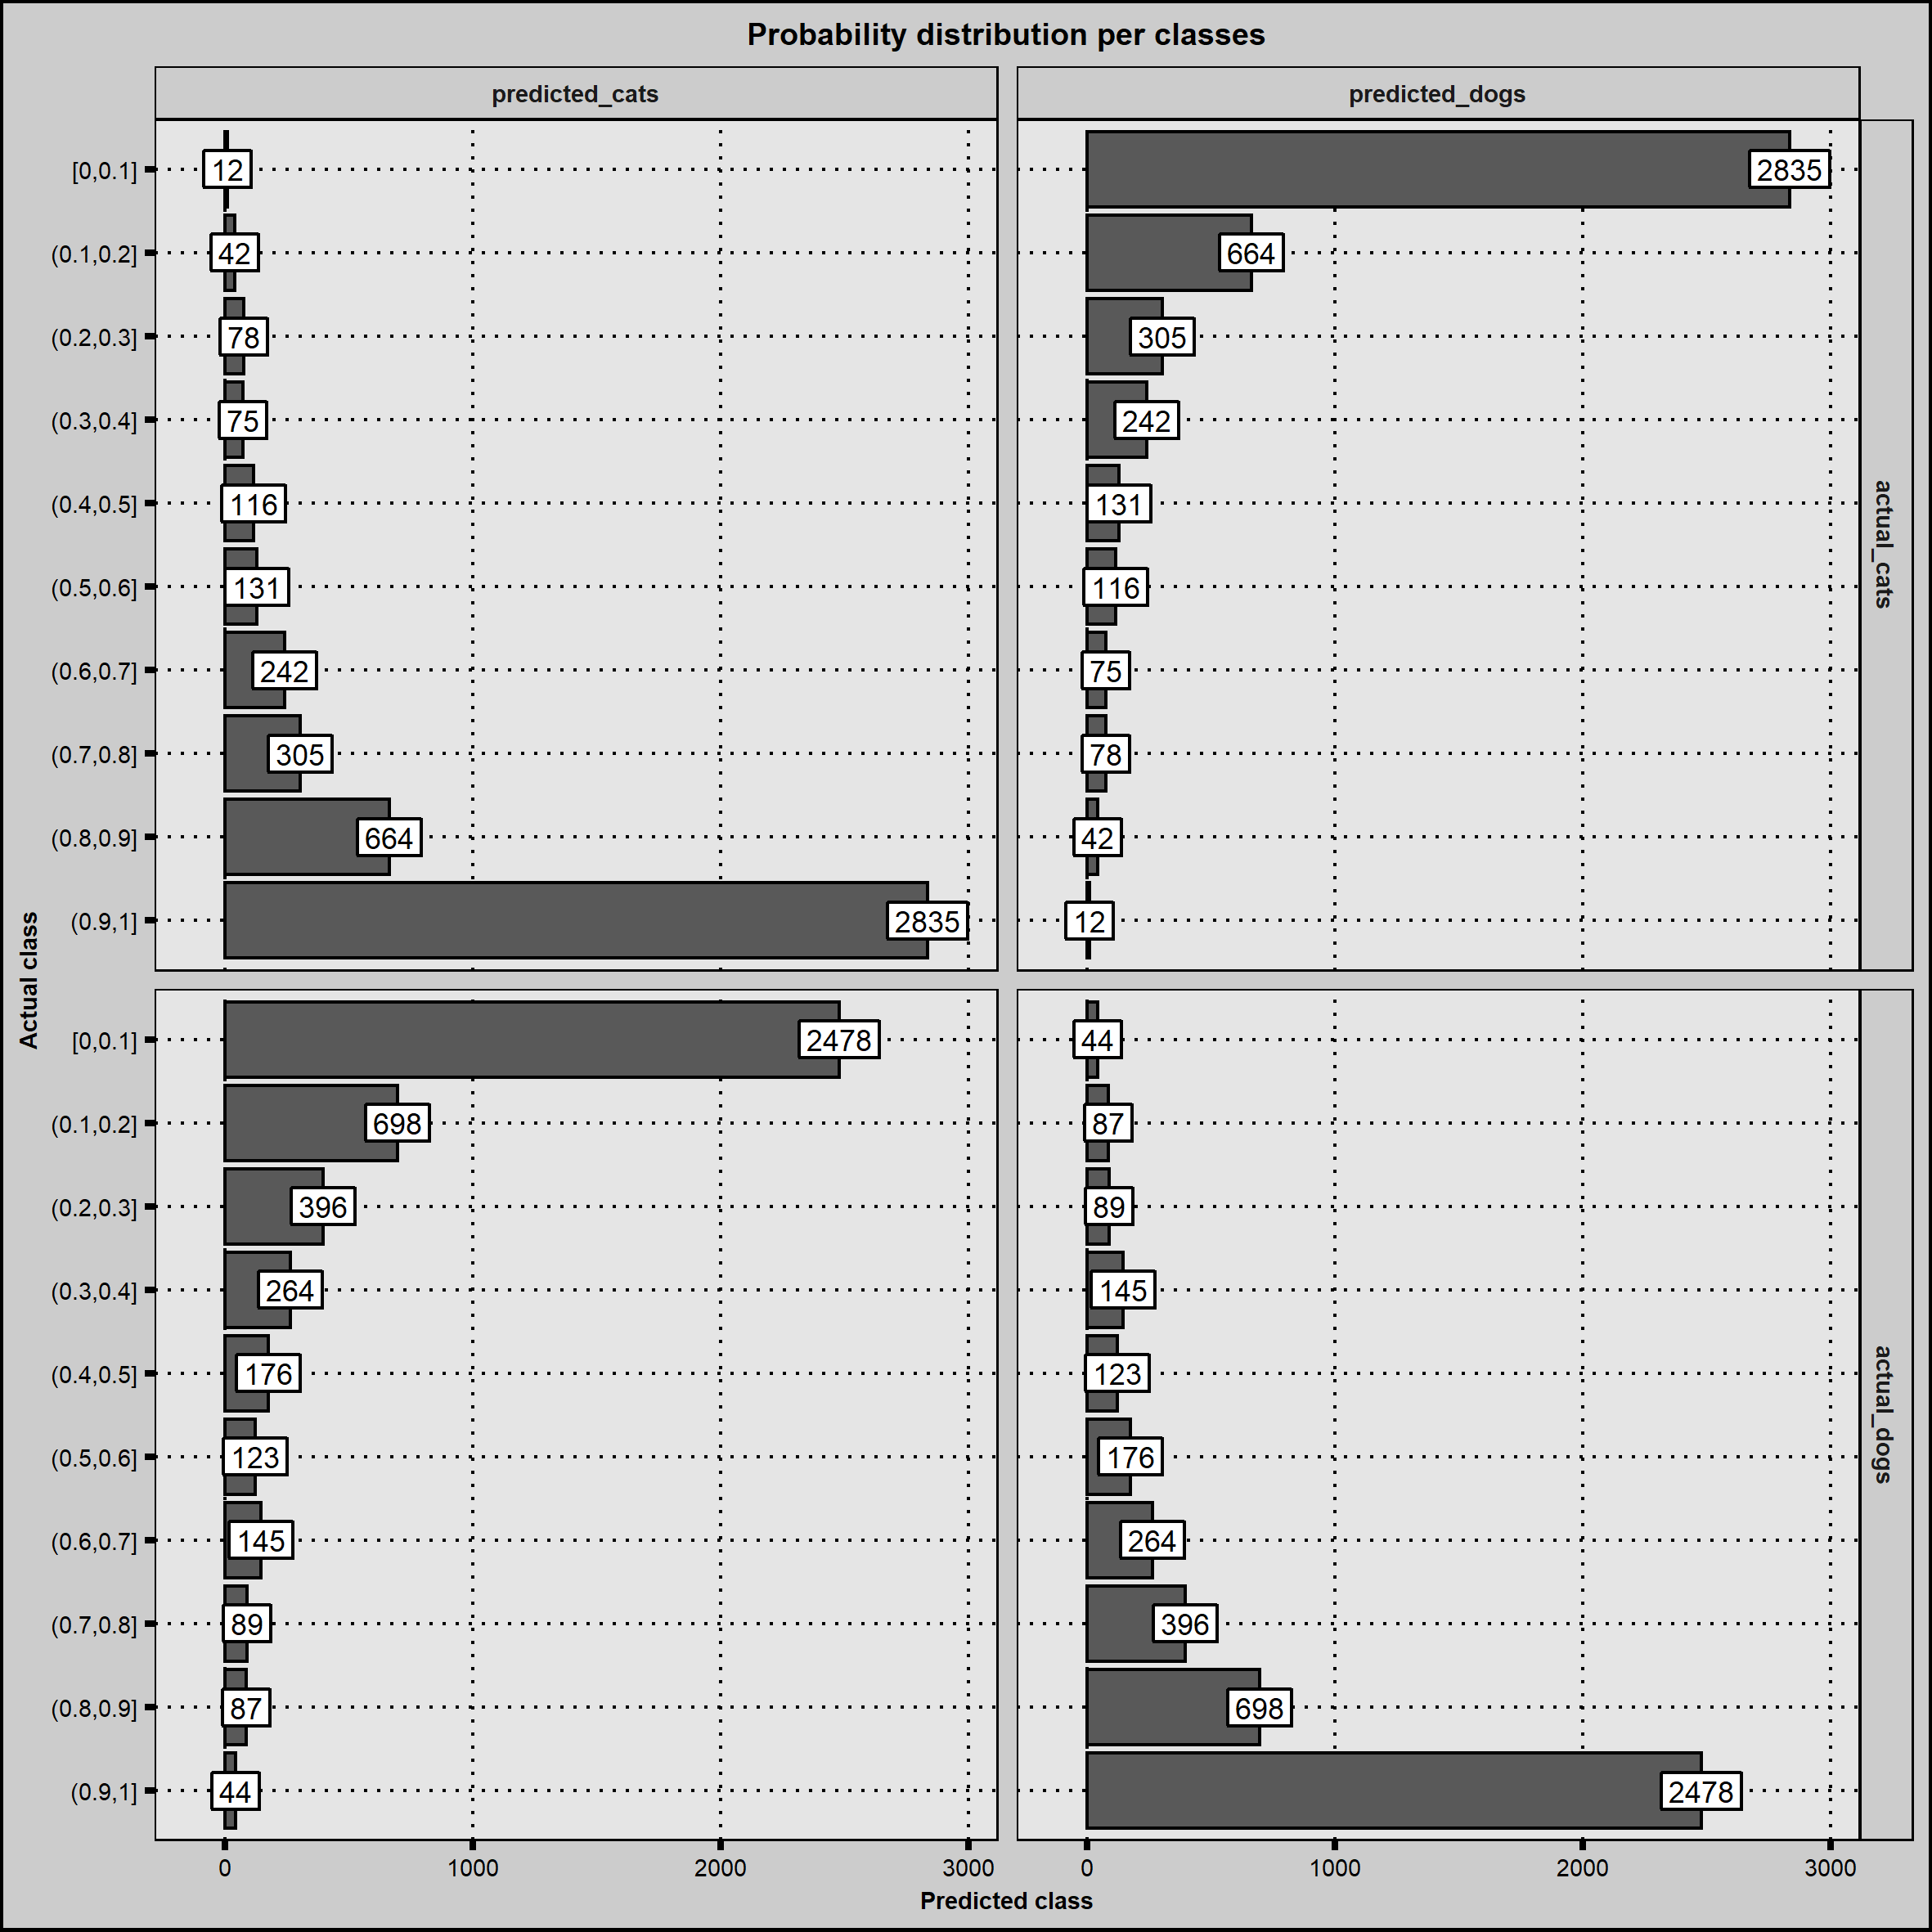 Probability distribution per classes
predicted_cats
predicted_dogs
[0,0.1] 12 2835
(0.1,0.2] 42 664
(0.2,0.3] 78 305
(0.3,0.4] 75 242
(0.4,0.5] 116 131
(0.5,0.6] 131 116
(0.6,0.7] 242 75
(0.7,0.8] 305 78
(0.8,0.9] 664 42
(0.9,1] 2835 12
actual_cats
Actual class
[0,0.1] 2478 44
(0.1,0.2] 698 87
(0.2,0.3] 396 89
(0.3,0.4] 264 145
(0.4,0.5] 176 123
(0.5,0.6] 123 176
(0.6,0.7] 145 264
(0.7,0.8] 89 396
(0.8,0.9] 87 698
(0.9,1] 44 2478
actual_dogs
0 1000 2000 3000 0 1000 2000 3000
Predicted class